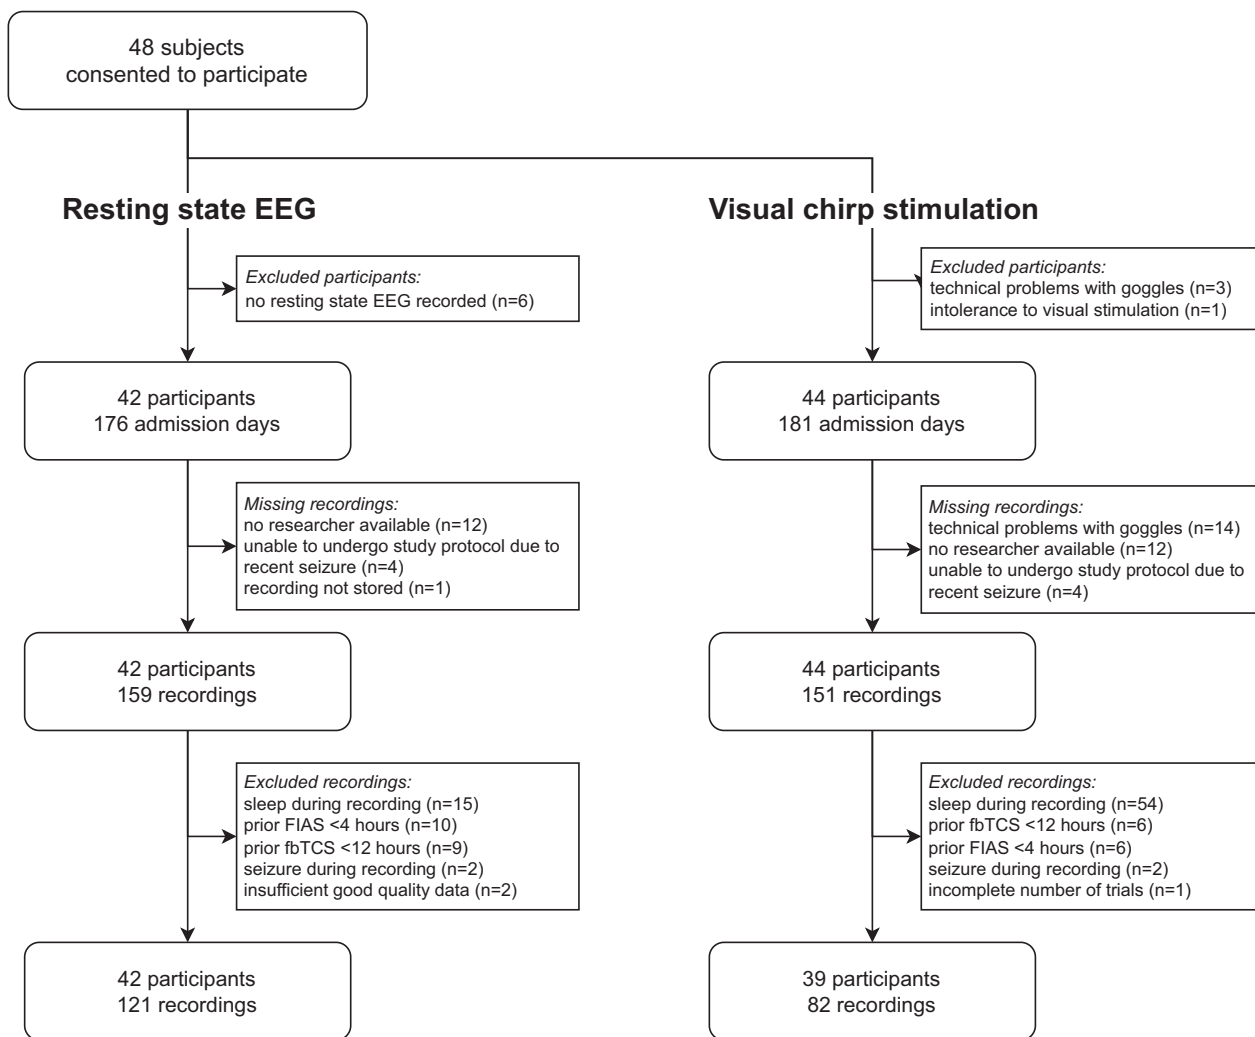 48 subjects
consented to participate
Resting state EEG
Excluded participants:
no resting state EEG recorded (n=6)
42 participants
176 admission days
Missing recordings:
no researcher available (n=12)
unable to undergo study protocol due to
recent seizure (n=4)
recording not stored (n=1)
42 participants
159 recordings
Excluded recordings:
sleep during recording (n=15)
prior FIAS <4 hours (n=10)
prior fbTCS <12 hours (n=9)
seizure during recording (n=2)
insufficient good quality data (n=2)
42 participants
121 recordings
Visual chirp stimulation
Excluded participants:
technical problems with goggles (n=3)
intolerance to visual stimulation (n=1)
44 participants
181 admission days
Missing recordings:
technical problems with goggles (n=14)
no researcher available (n=12)
unable to undergo study protocol due to
recent seizure (n=4)
44 participants
151 recordings
Excluded recordings:
sleep during recording (n=54)
prior fbTCS <12 hours (n=6)
prior FIAS <4 hours (n=6)
seizure during recording (n=2)
incomplete number of trials (n=1)
39 participants
82 recordings